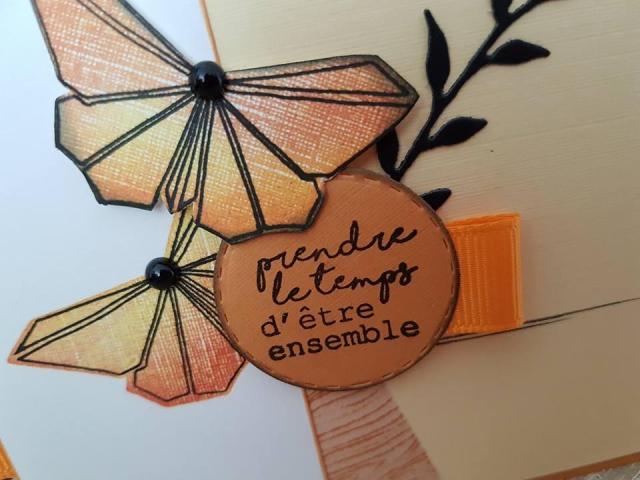 prendre
le temps
d'être
ensemble